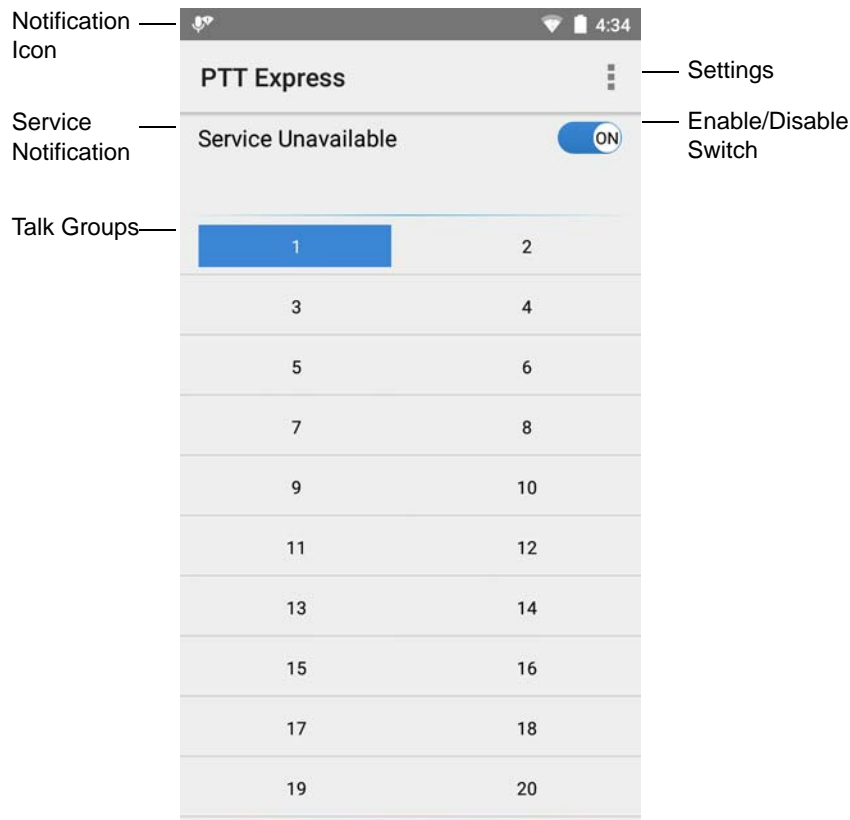 Notification
Icon
4:34
PTT Express
Settings
Service
Notification
Service Unavailable
ON
Enable/Disable
Switch
Talk Groups
1 2
3 4
5 6
7 8
9 10
11 12
13 14
15 16
17 18
19 20